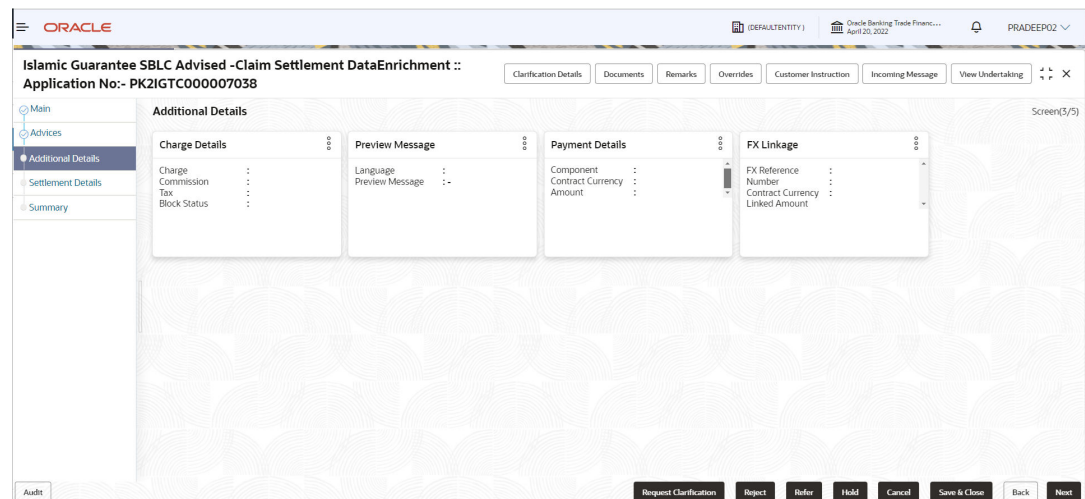 ORACLE
(DEFAULTENTITY)
Oracle Banking Trade Financ...
April 20, 2022
PRADEEP02
Islamic Guarantee SBLC Advised -Claim Settlement DataEnrichment ::
Application No:- PK2IGTC000007038
Clarification Details
Documents
Remarks
Overrides
Customer Instruction
Incoming Message
View Undertaking
Main
Advices
Additional Details
Settlement Details
Summary
Additional Details
Screen(3/5)
Charge Details
Charge :
Commission :
Tax :
Block Status :
Preview Message
Language :
Preview Message : -
Payment Details
Component :
Contract Currency :
Amount :
FX Linkage
FX Reference :
Number :
Contract Currency :
Linked Amount
Audit
Request Clarification
Reject
Refer
Hold
Cancel
Save & Close
Back
Next